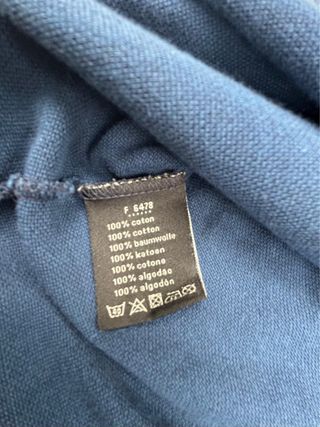 F 6478
******
100% coton
100% cotton
100% baumwolle
100% katoen
100% cotone
100% algodão
100% algodón